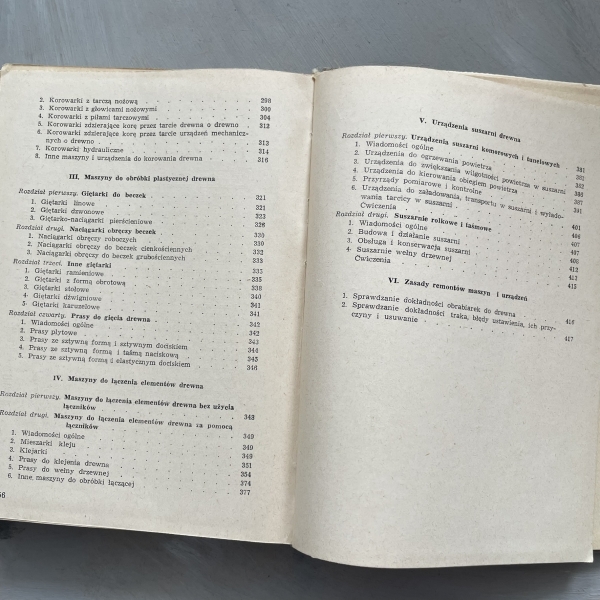 2. Korowarki z tarczą nożową 298
3. Korowarki z głowicami nożowymi 300
4. Korowarki z piłami tarczowymi 304
5. Korowarki zdzierające korę przez tarcie drewna o drewno 312
6. Korowarki zdzierające korę przez tarcie urządzeń mechanicz-
nych o drewno 313
7. Korowarki hydrauliczne 314
8. Inne maszyny i urządzenia do korowania drewna 316
III. Maszyny do obróbki plastycznej drewna
Rozdział pierwszy. Giętarki do beczek 321
1. Giętarki linowe 321
2. Giętarki dzwonowe 323
3. Giętarko-naciągarki pierścieniowe 326
Rozdział drugi. Naciągarki obręczy beczek 330
1. Naciągarki obręczy roboczych 330
2. Naciągarki obręczy do beczek cienkościennych 332
3. Naciągarki obręczy do beczek grubościennych 333
Rozdział trzeci. Inne giętarki 335
1. Giętarki ramieniowe 335
2. Giętarki z formą obrotową 338
3. Giętarki stołowe 340
4. Giętarki dźwigniowe 341
5. Giętarki karuzelowe 341
Rozdział czwarty. Prasy do gięcia drewna 342
1. Wiadomości ogólne 342
2. Prasy płytowe 343
3. Prasy ze sztywną formą i sztywnym dociskiem 344
4. Prasy ze sztywną formą i taśmą naciskową 345
5. Prasy ze sztywną formą i elastycznym dociskiem 346
IV. Maszyny do łączenia elementów drewna
Rozdział pierwszy. Maszyny do łączenia elementów drewna bez użycia
łączników 348
Rozdział drugi. Maszyny do łączenia elementów drewna za pomocą
łączników 349
1. Wiadomości ogólne 349
2. Mieszarki kleju 349
3. Klejarki 351
4. Prasy do klejenia drewna 354
5. Prasy do wełny drzewnej 374
6. Inne maszyny do obróbki łączącej 377
56
V. Urządzenia suszarni drewna
Rozdział pierwszy. Urządzenia suszarni komorowych i tunelowych 381
1. Wiadomości ogólne 381
2. Urządzenia do ogrzewania powietrza 382
3. Urządzenia do zwiększania wilgotności powietrza w suszarni
4. Urządzenia do kierowania obiegiem powietrza
5. Przyrządy pomiarowe i kontrolne 387
6. Urządzenia do załadowania, transportu w suszarni i wyłado-
wania tarcicy w suszarni
Ćwiczenia 401
Rozdział drugi. Suszarnie rolkowe i taśmowe 406
1. Wiadomości ogólne 407
2. Budowa i działanie suszarni 407
3. Obsługa i konserwacja suszarni
4. Suszarnie wełny drzewnej 412
Ćwiczenia 415
VI. Zasady remontów maszyn i urządzeń
1. Sprawdzanie dokładności obrabiarek do drewna 416
2. Sprawdzanie dokładności traka, błędy ustawienia, ich przy-
czyny i usuwanie 417